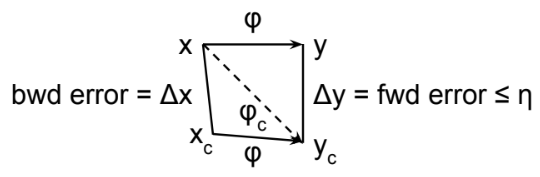 φ
x y
bwd error = Δx Δy = fwd error ≤ η
φc
xc yc
φ